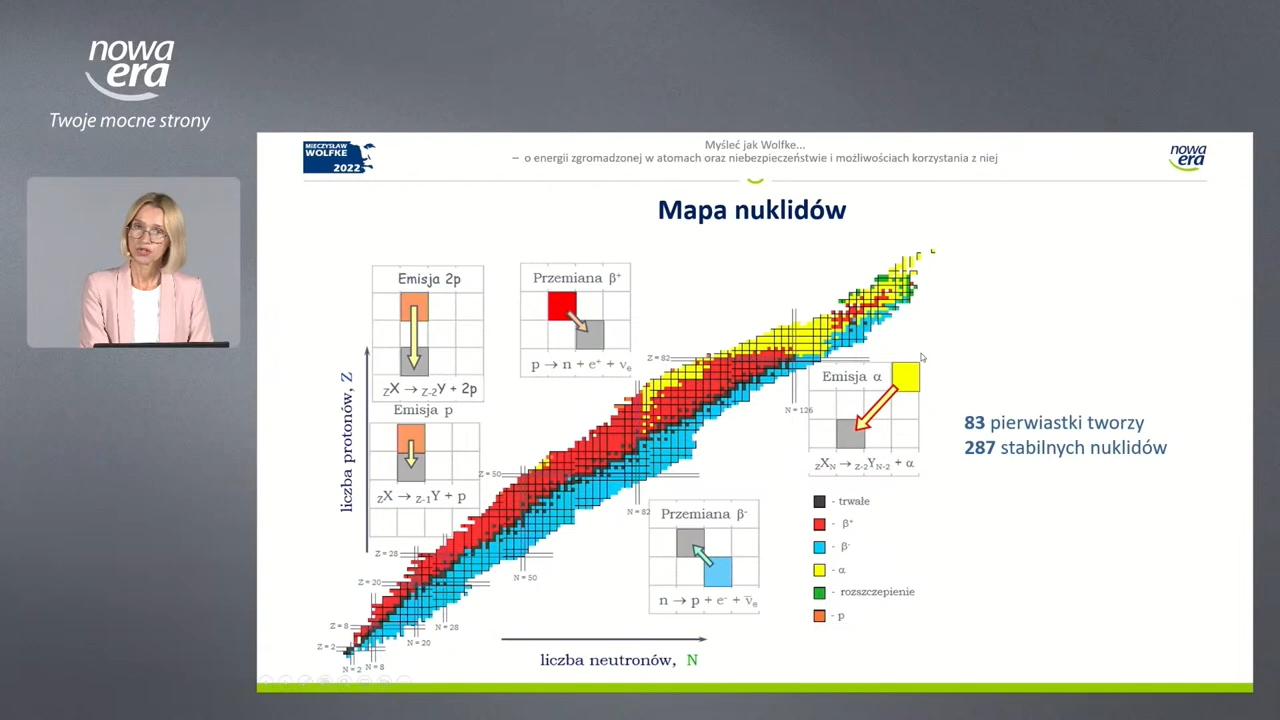 nowa
era
Twoje mocne strony
MIECZYSŁAW
WOLFKE
2022
Myśleć jak Wolfke...
– o energii zgromadzonej w atomach oraz niebezpieczeństwie i możliwościach korzystania z niej
nowa
era
Mapa nuklidów
Emisja 2p
ZX → Z-2Y + 2p
Emisja p
ZX → Z-1Y + p
Przemiana β⁺
p → n + e⁺ + νe
liczba protonów, Z
Z = 82
Z = 50
Z = 28
Z = 20
Z = 8
Z = 2
N = 2
N = 8
N = 20
N = 28
N = 50
N = 82
N = 126
Emisja α
ZXN → Z-2YN-2 + α
Przemiana β⁻
n → p + e⁻ + ν̅e
- trwałe
- β⁺
- β⁻
- α
- rozszczepienie
- p
liczba neutronów, N
83 pierwiastki tworzy
287 stabilnych nuklidów